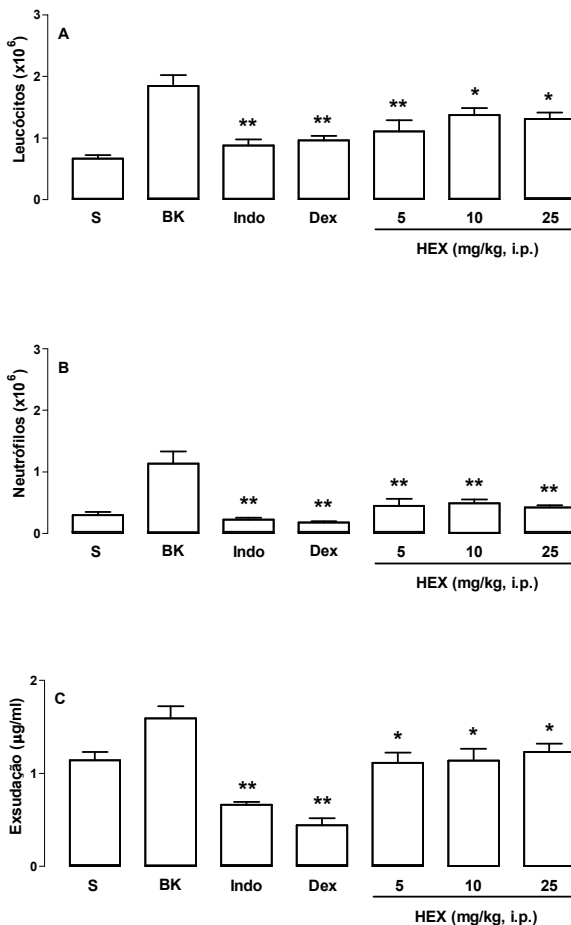 A
Leucócitos (x10⁶)
3
2
1
0
** ** ** * *
S BK Indo Dex 5 10 25
HEX (mg/kg, i.p.)
B
Neutrófilos (x10⁶)
3
2
1
0
** ** ** ** **
S BK Indo Dex 5 10 25
HEX (mg/kg, i.p.)
C
Exsudação (µg/ml)
2
1
0
** ** * * *
S BK Indo Dex 5 10 25
HEX (mg/kg, i.p.)